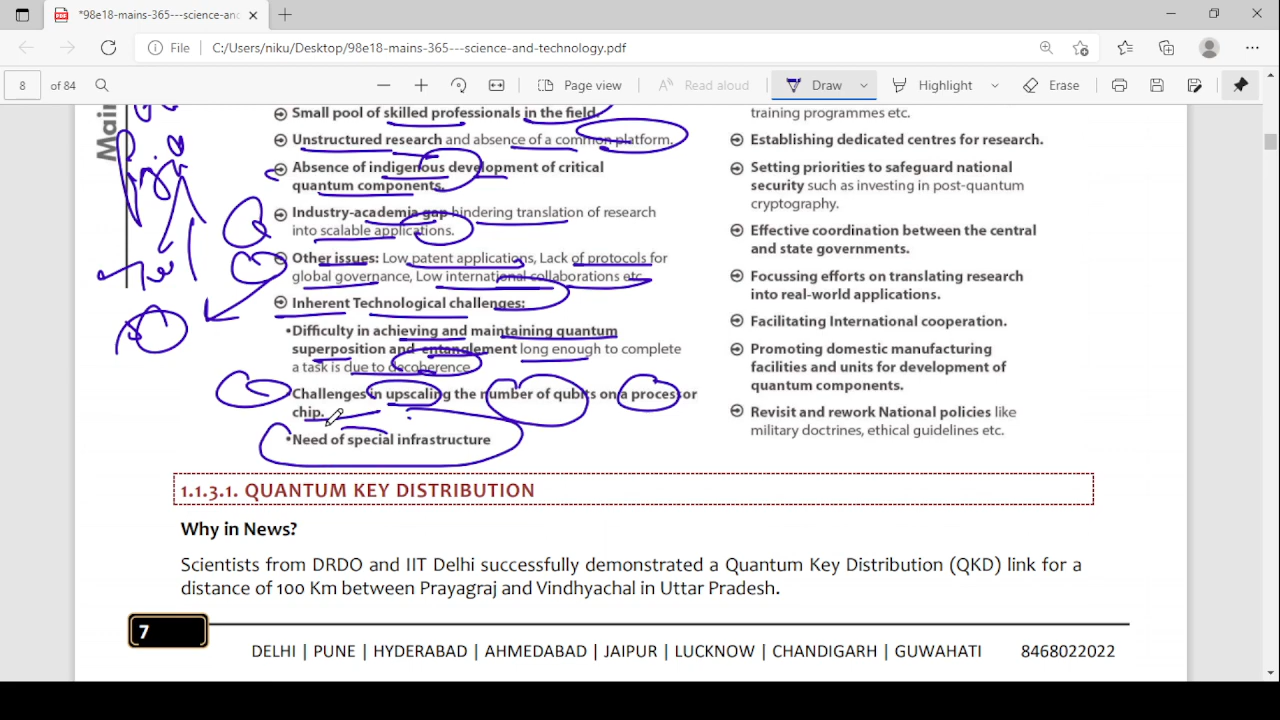 *98e18-mains-365---science-and
File
C:/Users/niku/Desktop/98e18-mains-365---science-and-technology.pdf
8 of 84
Page view
Read aloud
Draw
Highlight
Erase
Small pool of skilled professionals in the field.
Unstructured research and absence of a common platform.
Absence of indigenous development of critical
quantum components.
Industry-academia gap hindering translation of research
into scalable applications.
Other issues: Low patent applications, Lack of protocols for
global governance, Low international collaborations etc.
Inherent Technological challenges:
•Difficulty in achieving and maintaining quantum
superposition and entanglement long enough to complete
a task is due to decoherence.
•Challenges in upscaling the number of qubits on a processor or
chip.
•Need of special infrastructure
training programmes etc.
Establishing dedicated centres for research.
Setting priorities to safeguard national
security such as investing in post-quantum
cryptography.
Effective coordination between the central
and state governments.
Focussing efforts on translating research
into real-world applications.
Facilitating International cooperation.
Promoting domestic manufacturing
facilities and units for development of
quantum components.
Revisit and rework National policies like
military doctrines, ethical guidelines etc.
1.1.3.1. QUANTUM KEY DISTRIBUTION
Why in News?
Scientists from DRDO and IIT Delhi successfully demonstrated a Quantum Key Distribution (QKD) link for a
distance of 100 Km between Prayagraj and Vindhyachal in Uttar Pradesh.
7
DELHI | PUNE | HYDERABAD | AHMEDABAD | JAIPUR | LUCKNOW | CHANDIGARH | GUWAHATI 8468022022